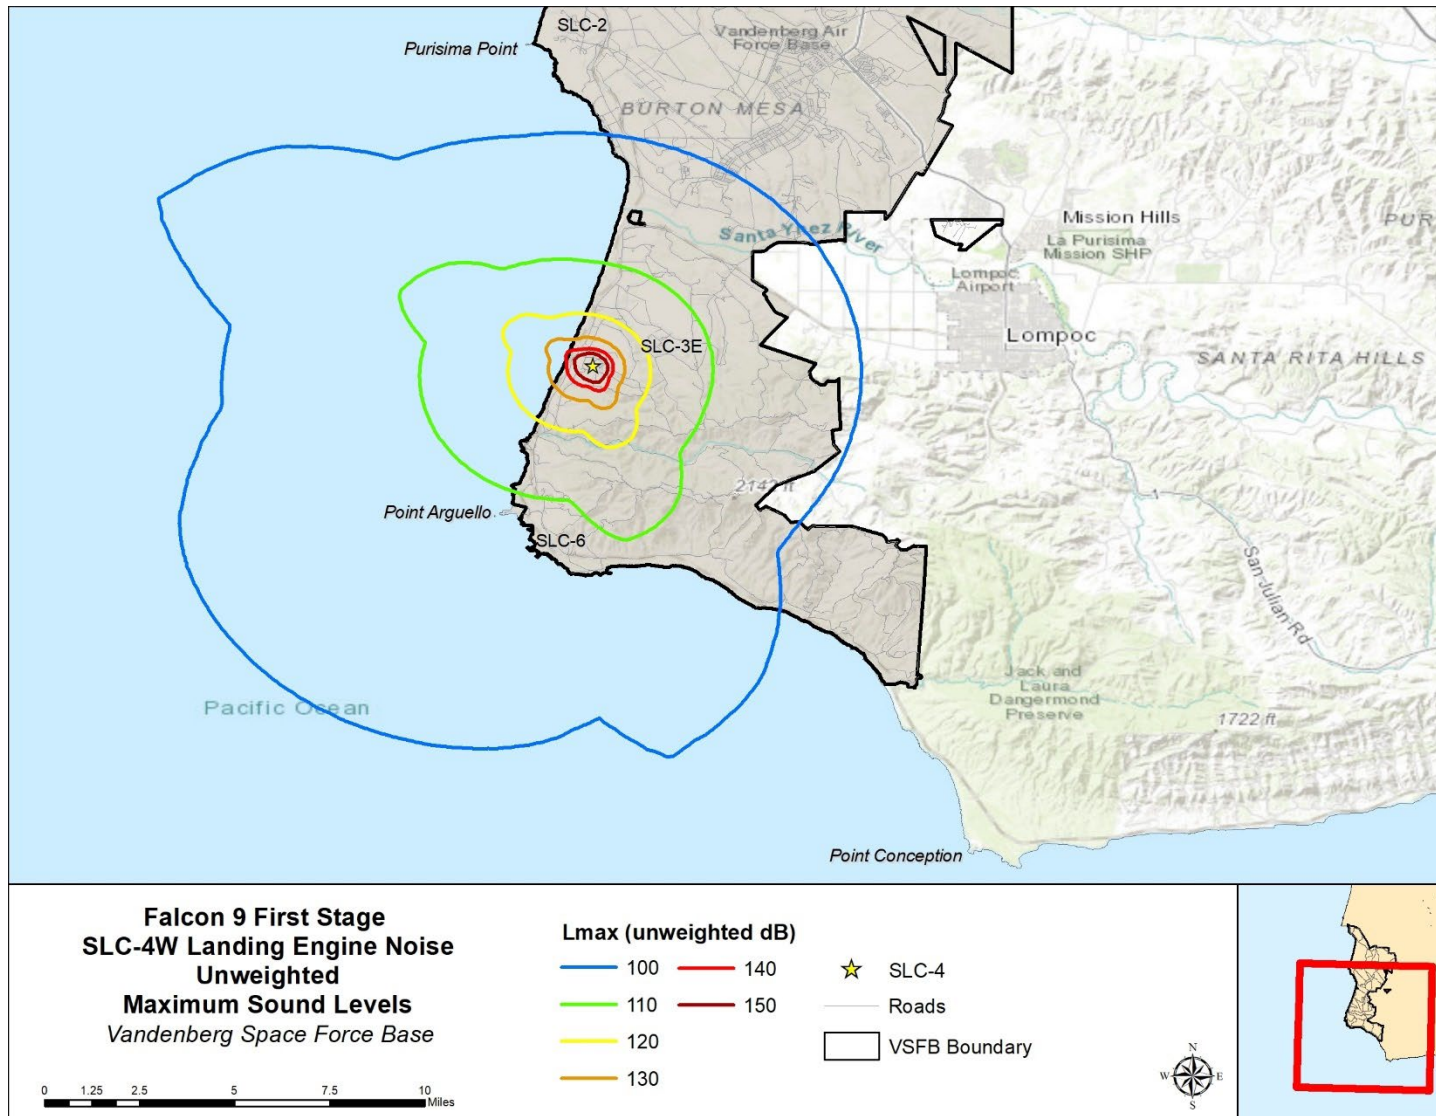 SLC-2
Purisima Point
Vandenberg Air
Force Base
BURTON MESA
Santa Ynez River
Mission Hills
La Purisima
Mission SHP
PUR
Lompoc
Airport
Lompoc
SLC-3E
SANTA RITA HILLS
2142 ft
Point Arguello
SLC-6
San Julian Rd
Jack and
Laura
Dangermond
Preserve
Pacific Ocean
1722 ft
Point Conception
Falcon 9 First Stage
SLC-4W Landing Engine Noise
Unweighted
Maximum Sound Levels
Vandenberg Space Force Base
0 1.25 2.5 5 7.5 10
Miles
Lmax (unweighted dB)
100 140
110 150
120
130
SLC-4
Roads
VSFB Boundary
N
W E
S